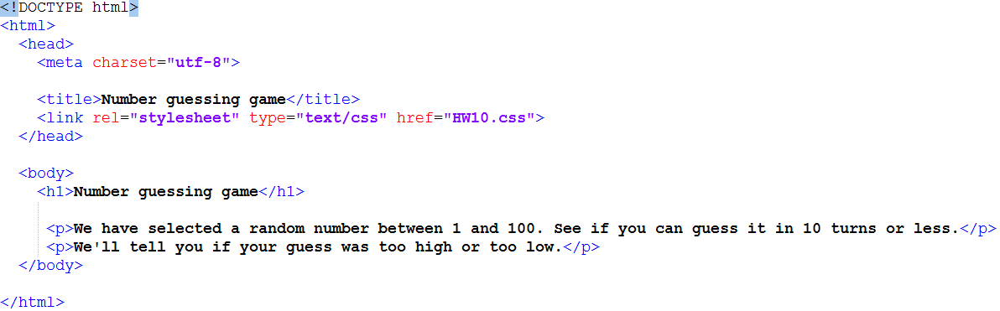 <!DOCTYPE html>
<html>
<head>
<meta charset="utf-8">
<title>Number guessing game</title>
<link rel="stylesheet" type="text/css" href="HW10.css">
</head>
<body>
<h1>Number guessing game</h1>
<p>We have selected a random number between 1 and 100. See if you can guess it in 10 turns or less.</p>
<p>We'll tell you if your guess was too high or too low.</p>
</body>
</html>